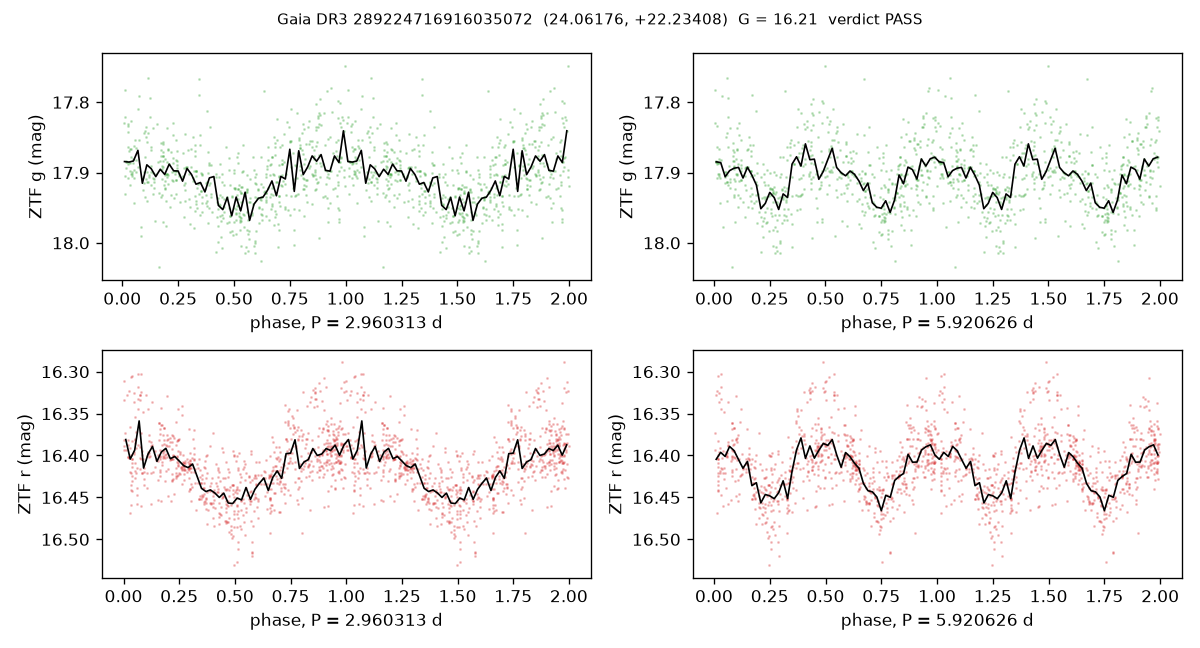 Gaia DR3 289224716916035072  (24.06176, +22.23408)  G = 16.21  verdict PASS
ZTF g (mag)
17.8
17.9
18.0
0.00 0.25 0.50 0.75 1.00 1.25 1.50 1.75 2.00
phase, P = 2.960313 d
ZTF g (mag)
17.8
17.9
18.0
0.00 0.25 0.50 0.75 1.00 1.25 1.50 1.75 2.00
phase, P = 5.920626 d
ZTF r (mag)
16.30
16.35
16.40
16.45
16.50
0.00 0.25 0.50 0.75 1.00 1.25 1.50 1.75 2.00
phase, P = 2.960313 d
ZTF r (mag)
16.30
16.35
16.40
16.45
16.50
0.00 0.25 0.50 0.75 1.00 1.25 1.50 1.75 2.00
phase, P = 5.920626 d